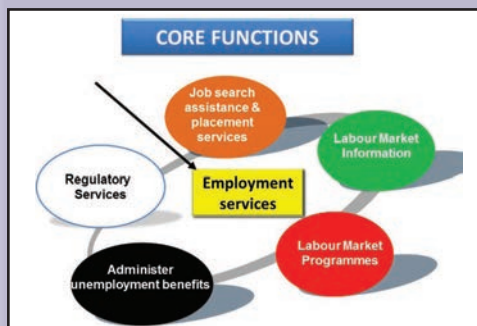 CORE FUNCTIONS
Job search
assistance &
placement
services
Labour Market
Information
Regulatory
Services
Employment
services
Labour Market
Programmes
Administer
unemployment benefits